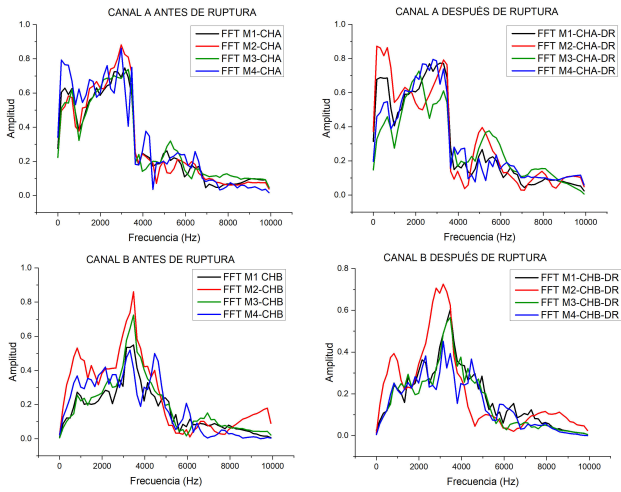 CANAL A ANTES DE RUPTURA
FFT M1-CHA
FFT M2-CHA
FFT M3-CHA
FFT M4-CHA
Amplitud
1.0
0.8
0.6
0.4
0.2
0.0
0 2000 4000 6000 8000 10000
Frecuencia (Hz)
CANAL A DESPUÉS DE RUPTURA
FFT M1-CHA-DR
FFT M2-CHA-DR
FFT M3-CHA-DR
FFT M4-CHA-DR
Amplitud
1.0
0.8
0.6
0.4
0.2
0.0
0 2000 4000 6000 8000 10000
Frecuencia (Hz)
CANAL B ANTES DE RUPTURA
FFT M1 CHB
FFT M2-CHB
FFT M3-CHB
FFT M4-CHB
Amplitud
1.0
0.8
0.6
0.4
0.2
0.0
0 2000 4000 6000 8000 10000
Frecuencia (Hz)
CANAL B DESPUÉS DE RUPTURA
FFT M1-CHB-DR
FFT M2-CHB-DR
FFT M3-CHB-DR
FFT M4-CHB-DR
Amplitud
0.8
0.6
0.4
0.2
0.0
0 2000 4000 6000 8000 10000
Frecuencia (Hz)